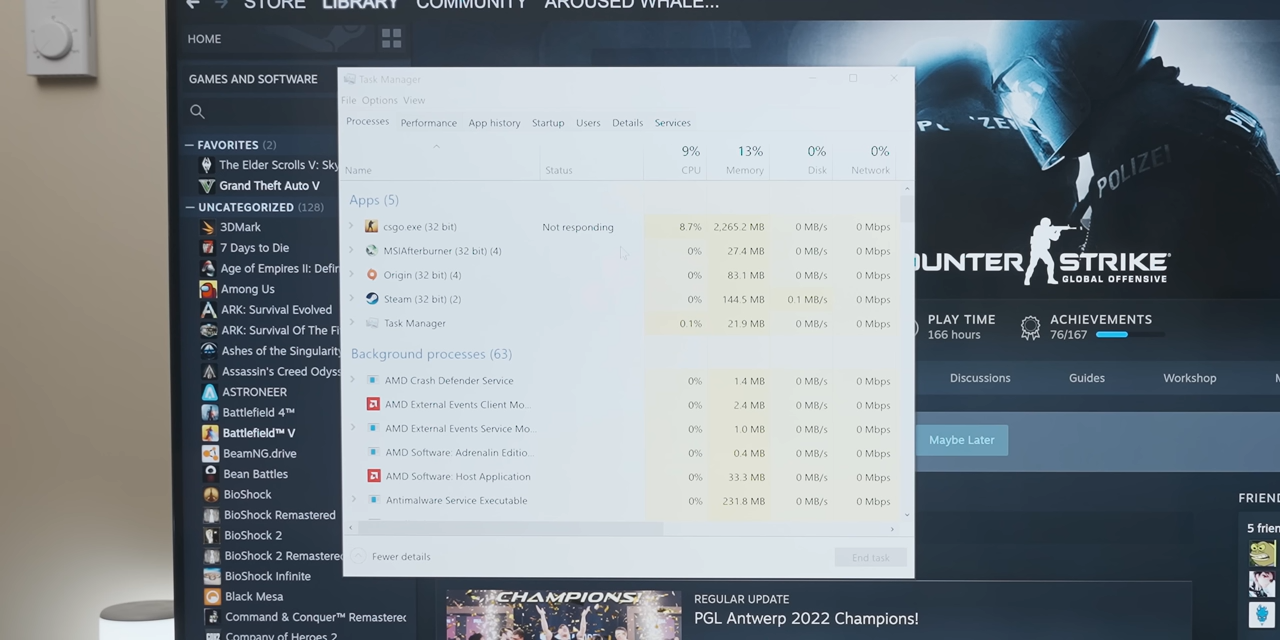 STORE LIBRARY COMMUNITY AROUSED WHALE...
HOME
GAMES AND SOFTWARE
FAVORITES (2)
The Elder Scrolls V: Sky
Grand Theft Auto V
UNCATEGORIZED (128)
3DMark
7 Days to Die
Age of Empires II: Defin
Among Us
ARK: Survival Evolved
ARK: Survival Of The Fi
Ashes of the Singularity
Assassin's Creed Odys
ASTRONEER
Battlefield 4™
Battlefield™ V
BeamNG.drive
Bean Battles
BioShock
BioShock Remastered
BioShock 2
BioShock 2 Remastere
BioShock Infinite
Black Mesa
Command & Conquer™ Remastered
Company of Heroes 2
Task Manager
File Options View
Processes Performance App history Startup Users Details Services
9% 13% 0% 0%
Name Status CPU Memory Disk Network
Apps (5)
csgo.exe (32 bit) Not responding 8.7% 2,265.2 MB 0 MB/s 0 Mbps
MSIAfterburner (32 bit) (4) 0% 27.4 MB 0 MB/s 0 Mbps
Origin (32 bit) (4) 0% 83.1 MB 0 MB/s 0 Mbps
Steam (32 bit) (2) 0% 144.5 MB 0.1 MB/s 0 Mbps
Task Manager 0.1% 21.9 MB 0 MB/s 0 Mbps
Background processes (63)
AMD Crash Defender Service 0% 1.4 MB 0 MB/s 0 Mbps
AMD External Events Client Mo... 0% 2.4 MB 0 MB/s 0 Mbps
AMD External Events Service Mo... 0% 1.0 MB 0 MB/s 0 Mbps
AMD Software: Adrenalin Editio... 0% 0.4 MB 0 MB/s 0 Mbps
AMD Software: Host Application 0% 33.3 MB 0 MB/s 0 Mbps
Antimalware Service Executable 0% 231.8 MB 0 MB/s 0 Mbps
Fewer details
End task
POLIZEI
OUNTER STRIKE
GLOBAL OFFENSIVE
PLAY TIME
166 hours
ACHIEVEMENTS
76/167
Discussions Guides Workshop
Maybe Later
FRIEND
5 frien
CHAMPIONS!
REGULAR UPDATE
PGL Antwerp 2022 Champions!